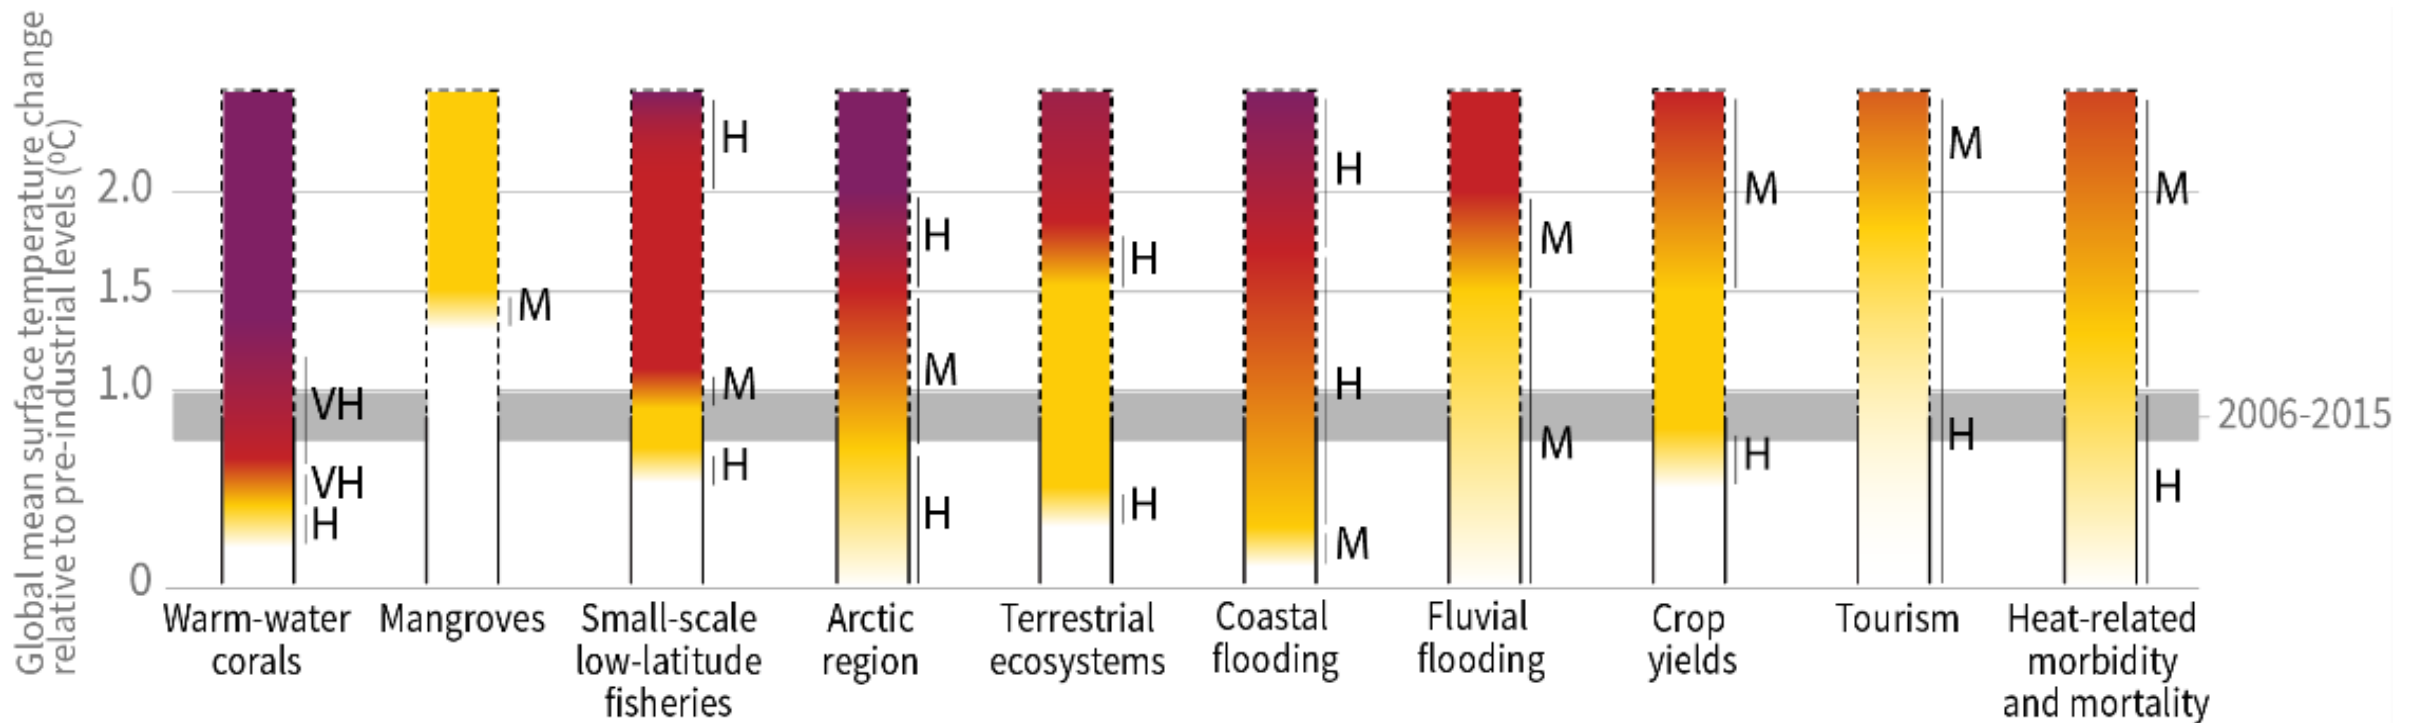 Global mean surface temperature change
relative to pre-industrial levels (⁰C)
2.0
1.5
1.0
0
2006-2015
VH
VH
H
M
H
M
H
H
M
H
H
H
H
H
M
M
M
M
H
M
H
M
H
Warm-water
corals
Mangroves
Small-scale
low-latitude
fisheries
Arctic
region
Terrestrial
ecosystems
Coastal
flooding
Fluvial
flooding
Crop
yields
Tourism
Heat-related
morbidity
and mortality